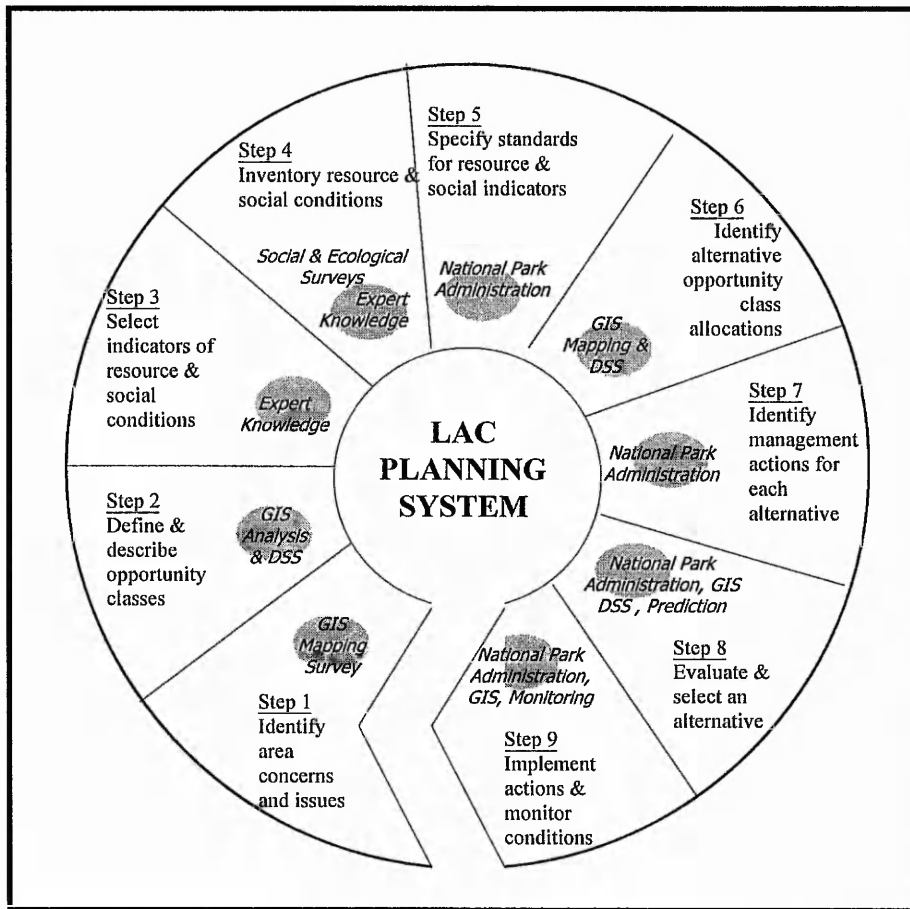 LAC
PLANNING
SYSTEM
Step 1
Identify
area
concerns
and issues
GIS
Mapping
Survey
Step 2
Define &
describe
opportunity
classes
GIS
Analysis
& DSS
Step 3
Select
indicators of
resource &
social
conditions
Expert
Knowledge
Step 4
Inventory resource &
social conditions
Social & Ecological
Surveys
Expert
Knowledge
Step 5
Specify standards
for resource &
social indicators
National Park
Administration
Step 6
Identify
alternative
opportunity
class
allocations
GIS
Mapping &
DSS
Step 7
Identify
management
actions for
each
alternative
National Park
Administration
Step 8
Evaluate &
select an
alternative
National Park
Administration, GIS
DSS , Prediction
Step 9
Implement
actions &
monitor
conditions
National Park
Administration,
GIS, Monitoring